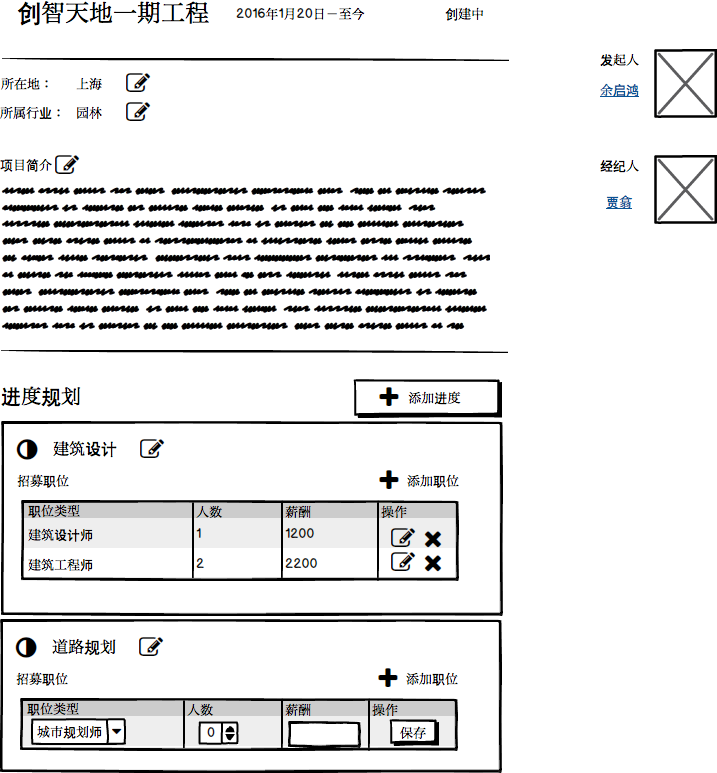 创智天地一期工程 2016年1月20日－至今 创建中
发起人
所在地： 上海
余启鸿
所属行业： 园林
项目简介
经纪人
贾翕
进度规划
添加进度
建筑设计
招募职位 添加职位
职位类型 人数 薪酬 操作
建筑设计师 1 1200
建筑工程师 2 2200
道路规划
招募职位 添加职位
职位类型 人数 薪酬 操作
城市规划师 0 保存